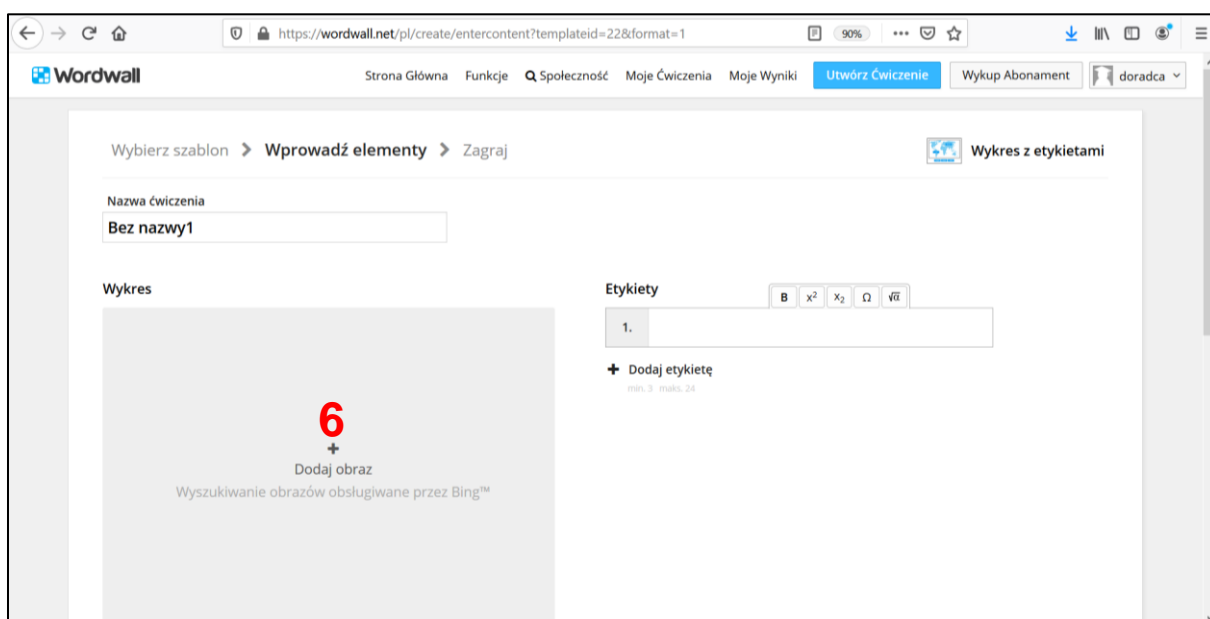 https://wordwall.net/pl/create/entercontent?templateid=22&format=1 90%
Wordwall Strona Główna Funkcje Społeczność Moje Ćwiczenia Moje Wyniki Utwórz Ćwiczenie Wykup Abonament doradca
Wybierz szablon Wprowadź elementy Zagraj Wykres z etykietami
Nazwa ćwiczenia
Bez nazwy1
Wykres
Etykiety B x² x₂ Ω √α
1.
Dodaj etykietę
min. 3 maks. 24
6
Dodaj obraz
Wyszukiwanie obrazów obsługiwane przez Bing™